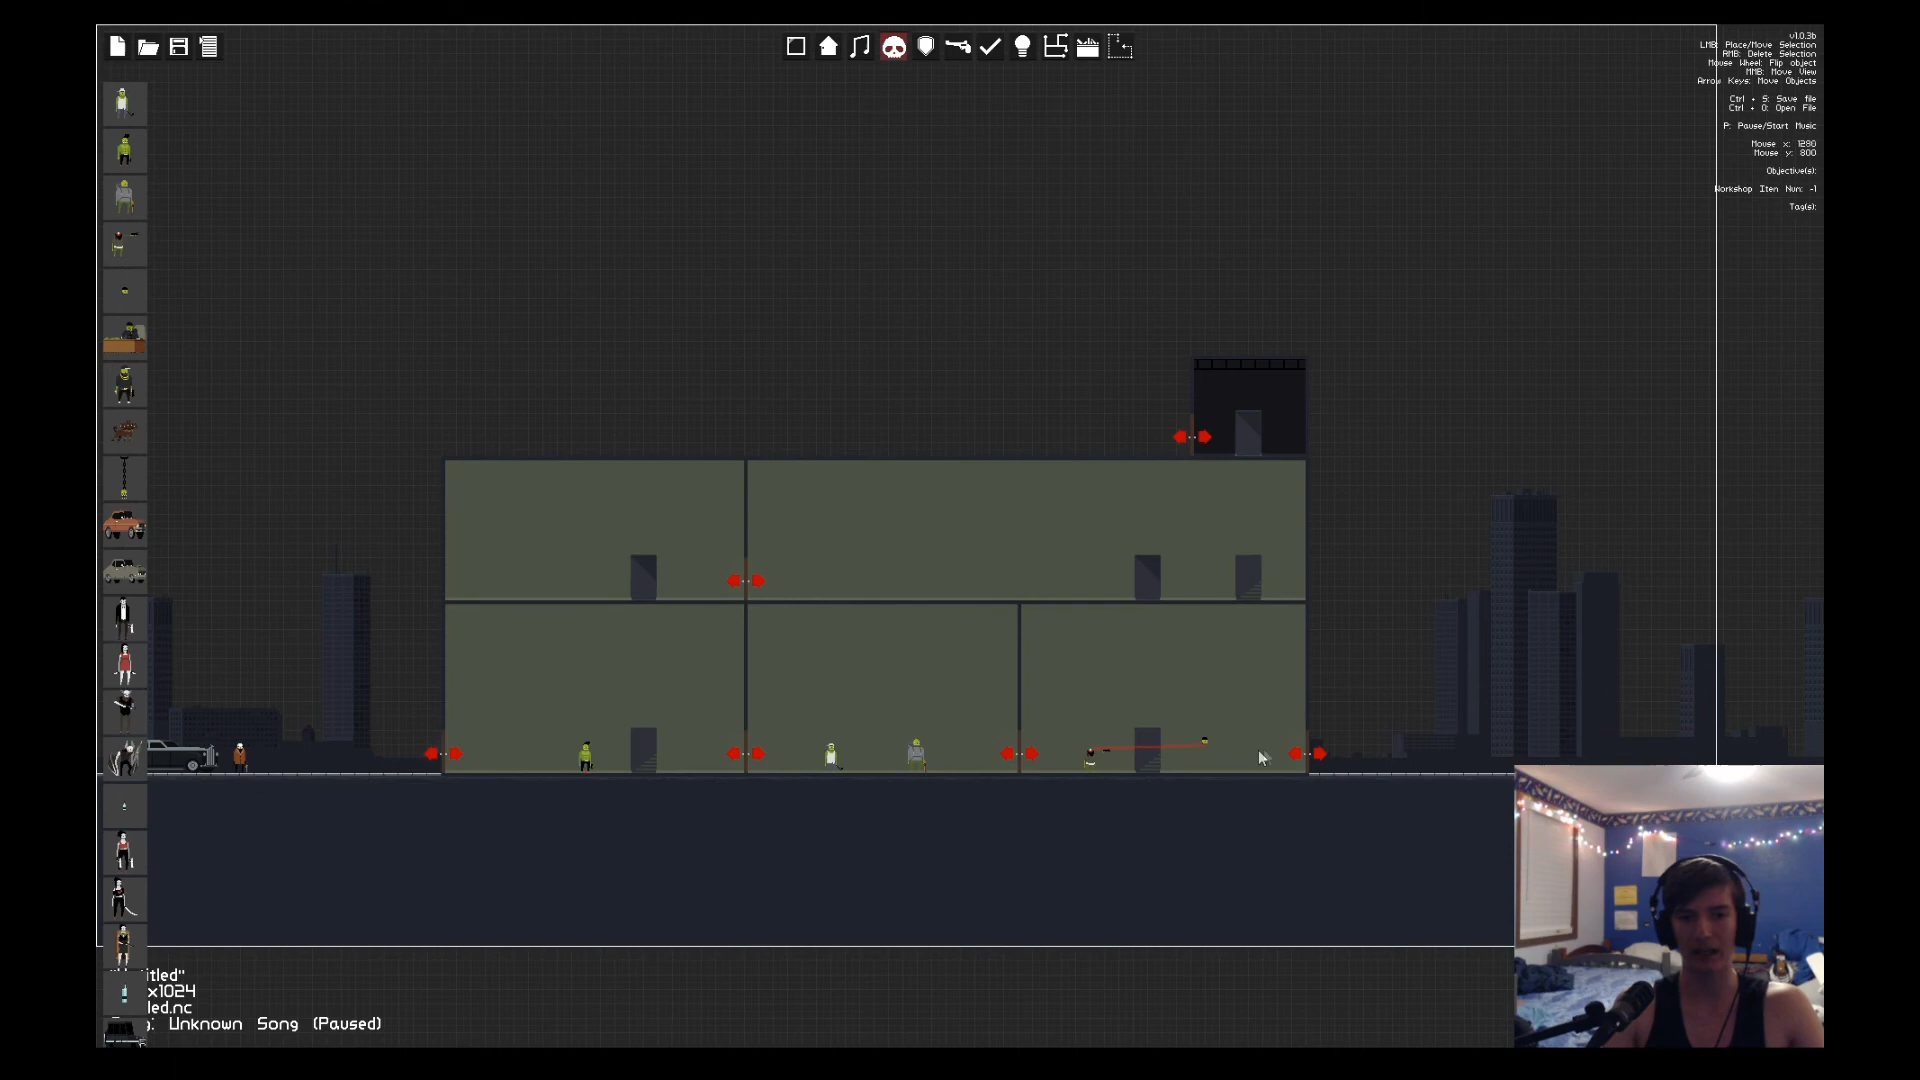 v1.0.3b
LMB: Place/Move Selection
RMB: Delete Selection
Mouse Wheel: Flip object
MMB: Move View
Arrow Keys: Move Objects
Ctrl + S: Save file
Ctrl + O: Open File
P: Pause/Start Music
Mouse x: 1280
Mouse y: 800
Objective(s):
Workshop Item Num: -1
Tag(s):
itled"
x1024
led.nc
: Unknown Song (Paused)